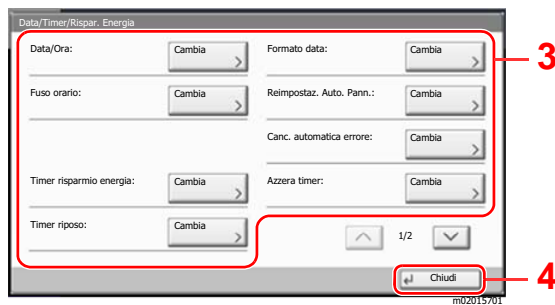 Data/Timer/Rispar. Energia
Data/Ora: Cambia Formato data: Cambia
3
Fuso orario: Cambia Reimpostaz. Auto. Pann.: Cambia
Canc. automatica errore: Cambia
Timer risparmio energia: Cambia Azzera timer: Cambia
Timer riposo: Cambia
1/2
Chiudi
4
m02015701